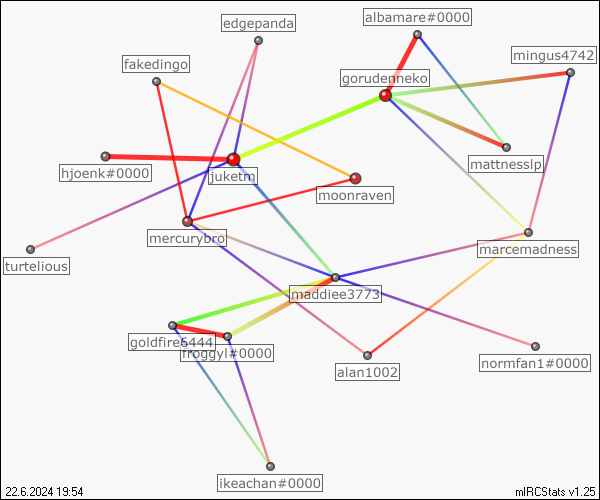 albamare#0000
edgepanda
mingus4742
fakedingo
gorudenneko
mattnesslp
hjoenk#0000
juketm
moonraven
mercurybro
marcemadness
turtelious
maddiee3773
goldfire6444
froggyl#0000
normfan1#0000
alan1002
ikeachan#0000
22.6.2024 19:54
mIRCStats v1.25